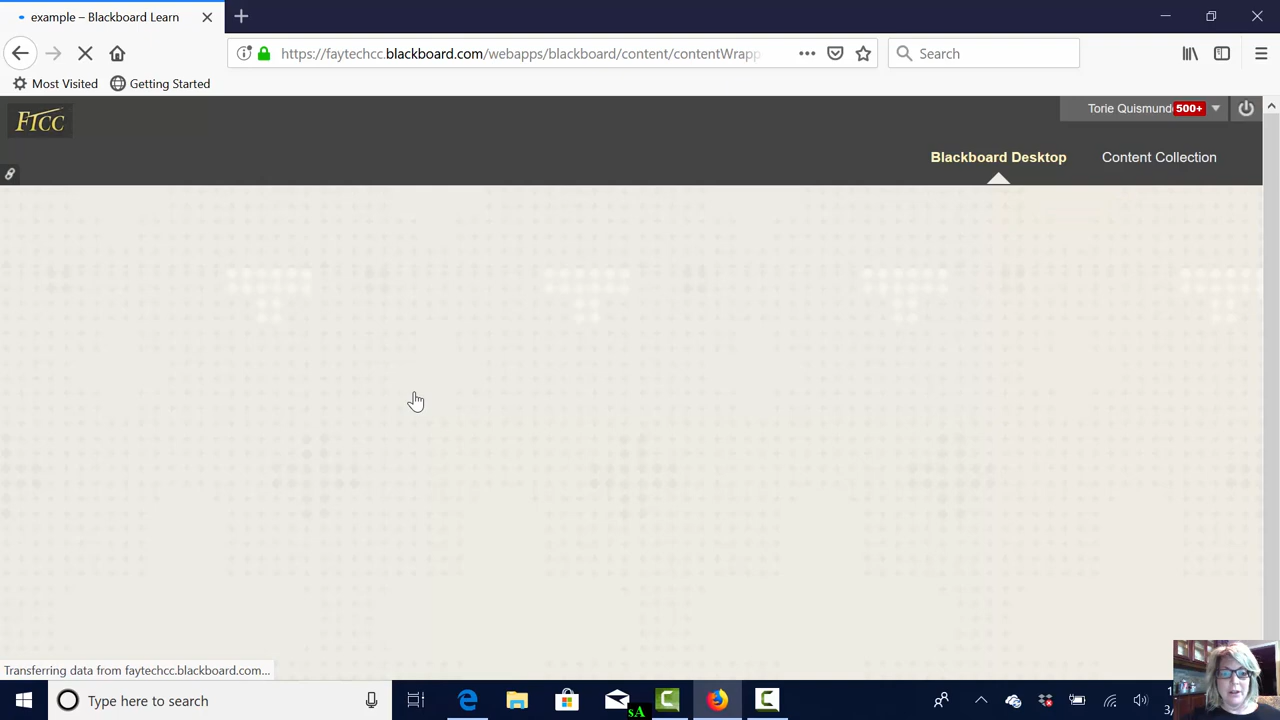 example – Blackboard Learn
https://faytechcc.blackboard.com/webapps/blackboard/content/contentWrapp
Search
Most Visited
Getting Started
FTCC
Torie Quismund
500+
Blackboard Desktop
Content Collection
Transferring data from faytechcc.blackboard.com...
Type here to search
sA